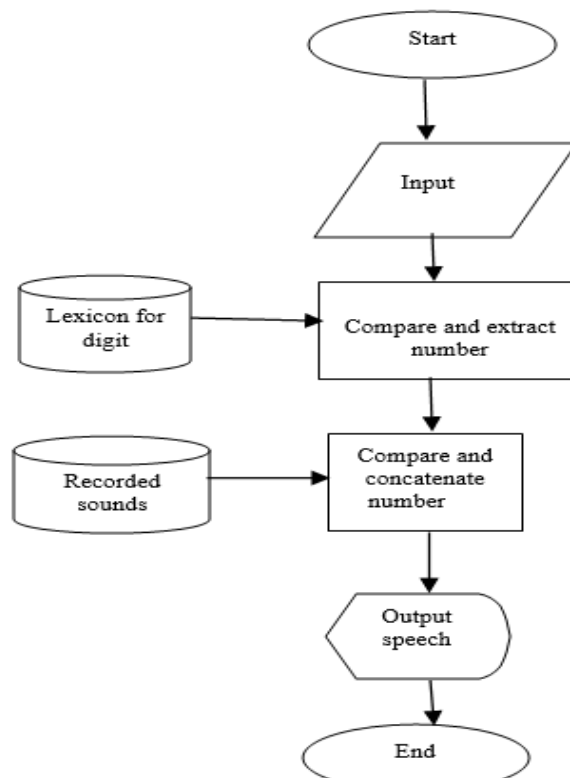 Start
Input
Lexicon for
digit
Compare and extract
number
Recorded
sounds
Compare and
concatenate
number
Output
speech
End